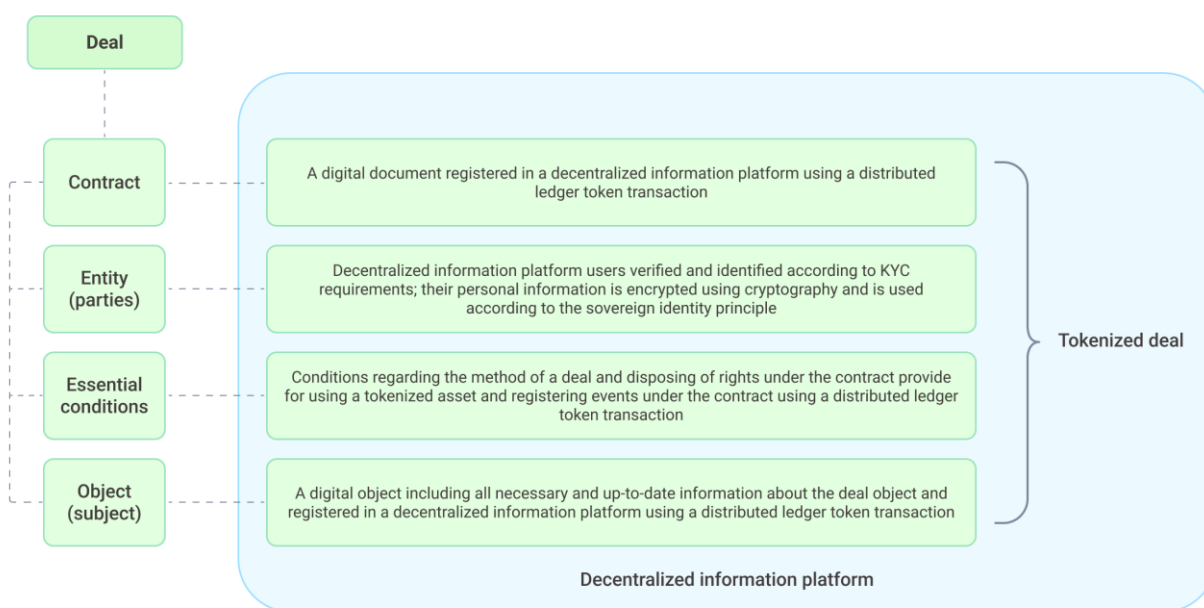 Deal
Contract
A digital document registered in a decentralized information platform using a distributed
ledger token transaction
Entity
(parties)
Decentralized information platform users verified and identified according to KYC
requirements; their personal information is encrypted using cryptography and is used
according to the sovereign identity principle
Essential
conditions
Conditions regarding the method of a deal and disposing of rights under the contract provide
for using a tokenized asset and registering events under the contract using a distributed ledger
token transaction
Object
(subject)
A digital object including all necessary and up-to-date information about the deal object and
registered in a decentralized information platform using a distributed ledger token transaction
Tokenized deal
Decentralized information platform